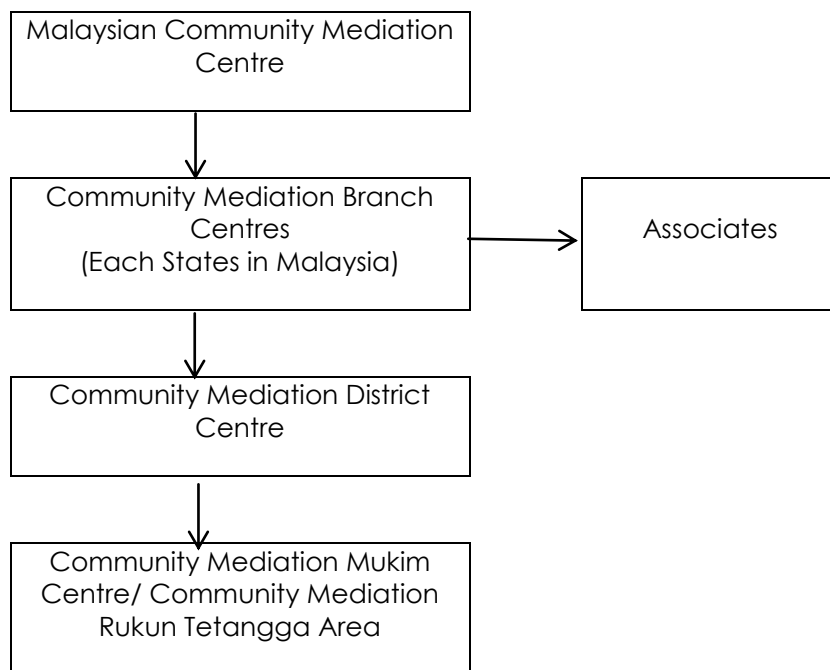 Malaysian Community Mediation
Centre
Community Mediation Branch
Centres
(Each States in Malaysia)
Associates
Community Mediation District
Centre
Community Mediation Mukim
Centre/ Community Mediation
Rukun Tetangga Area